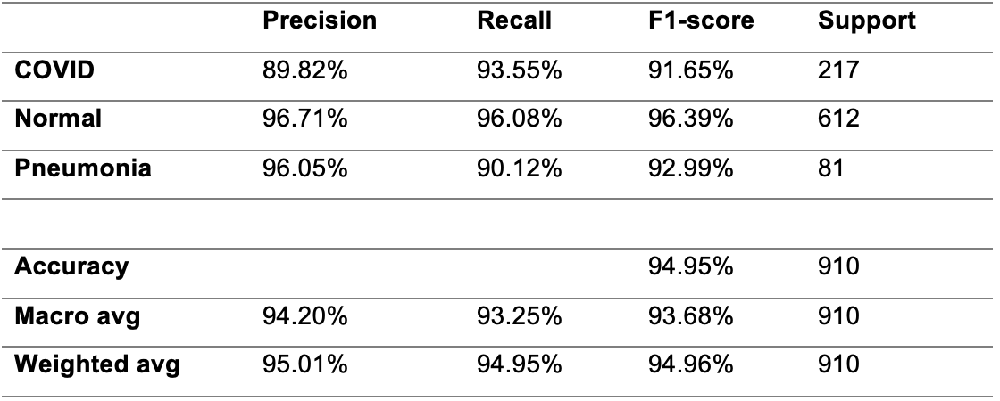 Precision Recall F1-score Support
COVID 89.82% 93.55% 91.65% 217
Normal 96.71% 96.08% 96.39% 612
Pneumonia 96.05% 90.12% 92.99% 81
Accuracy 94.95% 910
Macro avg 94.20% 93.25% 93.68% 910
Weighted avg 95.01% 94.95% 94.96% 910